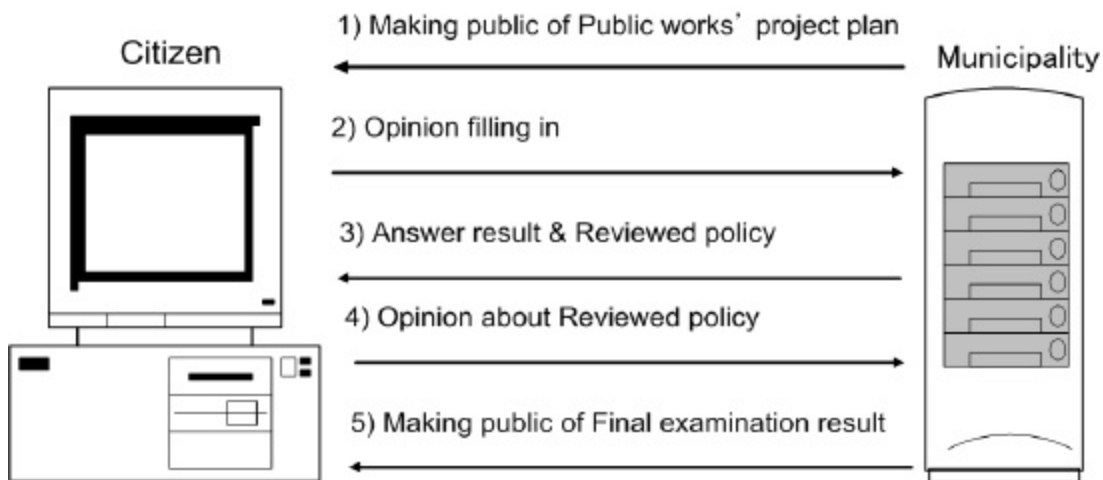 Citizen
Municipality
1) Making public of Public works’ project plan
2) Opinion filling in
3) Answer result & Reviewed policy
4) Opinion about Reviewed policy
5) Making public of Final examination result